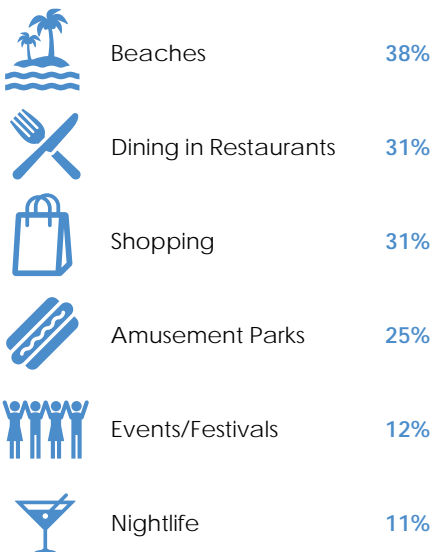 Beaches 38%
Dining in Restaurants 31%
Shopping 31%
Amusement Parks 25%
Events/Festivals 12%
Nightlife 11%